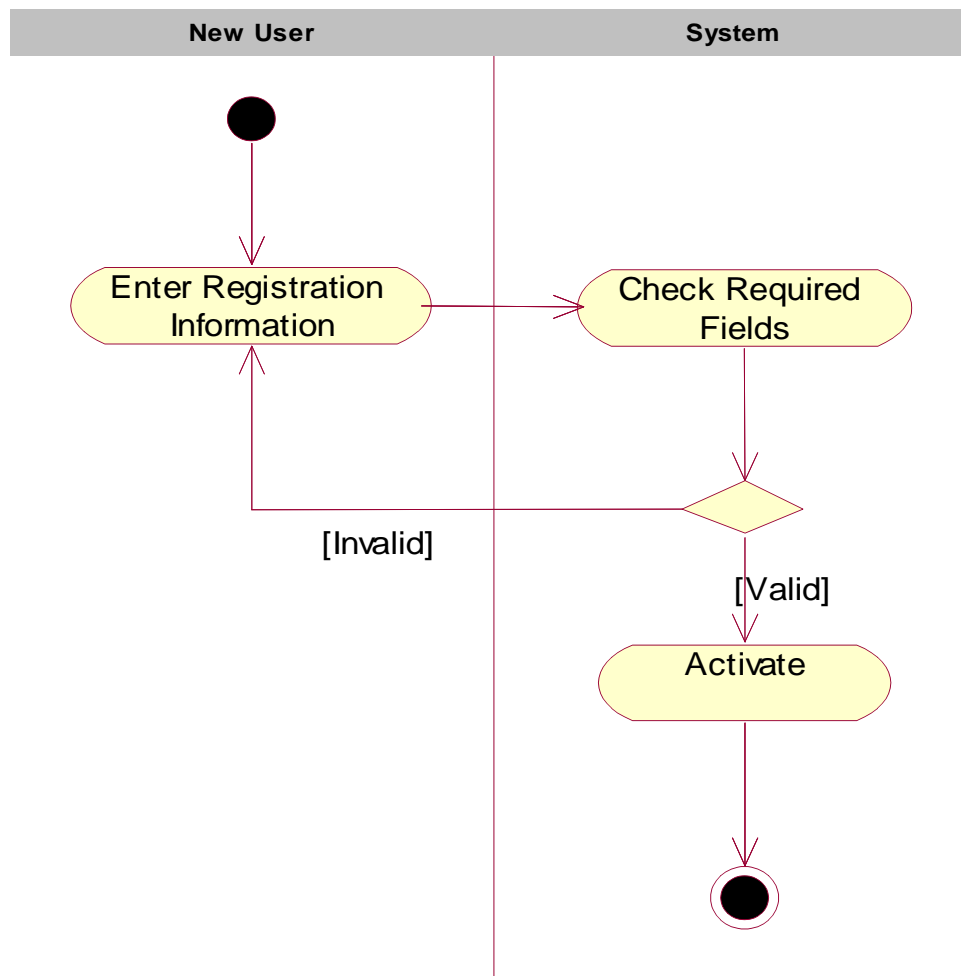 New User
System
Enter Registration
Information
Check Required
Fields
[Invalid]
[Valid]
Activate